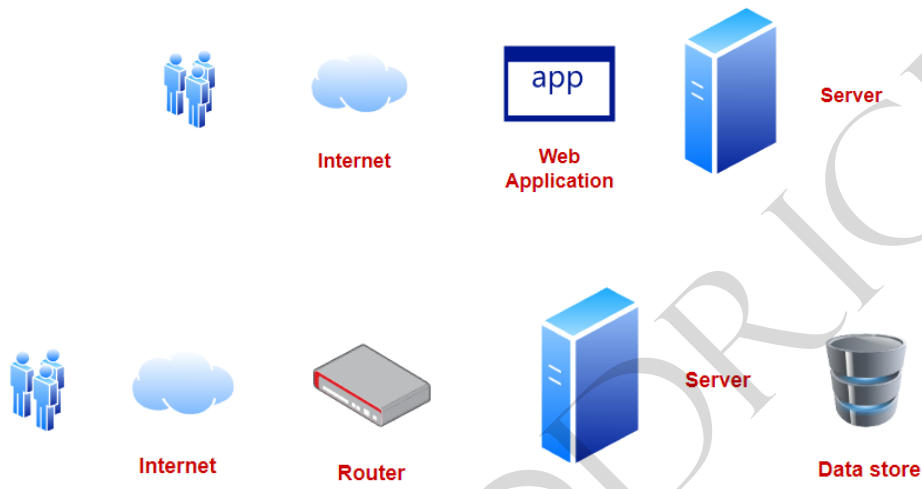 app
Server
Internet
Web
Application
Server
Internet
Router
Data store